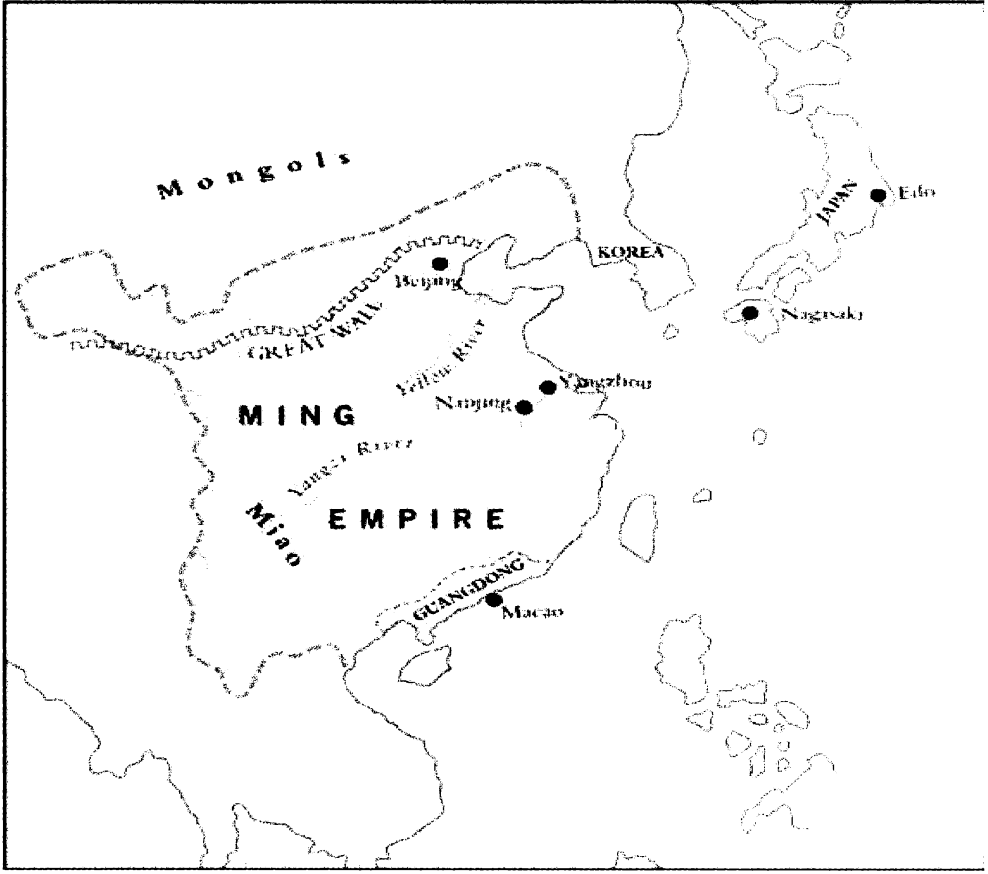 Mongols
JAPAN
Edo
KOREA
Beijing
Nagasaki
GREAT WALL
Yellow River
Yangzhou
Nanjing
MING
Yangzi River
EMPIRE
Miao
GUANGDONG
Macao